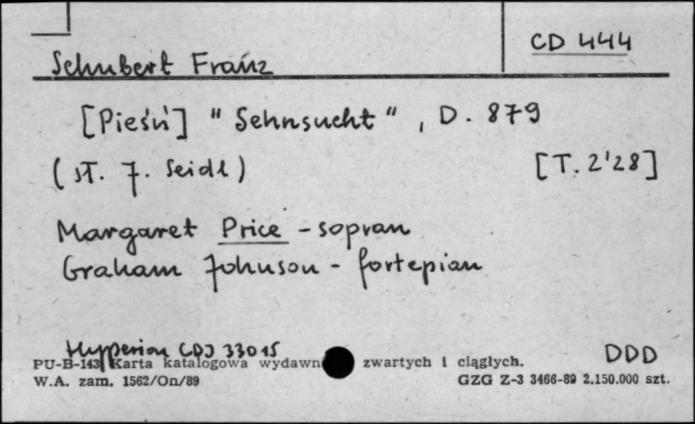 CD 444
Schubert Franz
[Pieśń] "Sehnsucht", D. 879
(sł. J. Seidl) [T. 2'28]
Margaret Price - sopran
Graham Johnson - fortepian
Hyperion CDJ 33015 DDD
PU-B-143 Karta katalogowa wydawn zwartych i ciągłych.
W.A. zam. 1562/On/89 GZG Z-3 3466-89 2.150.000 szt.